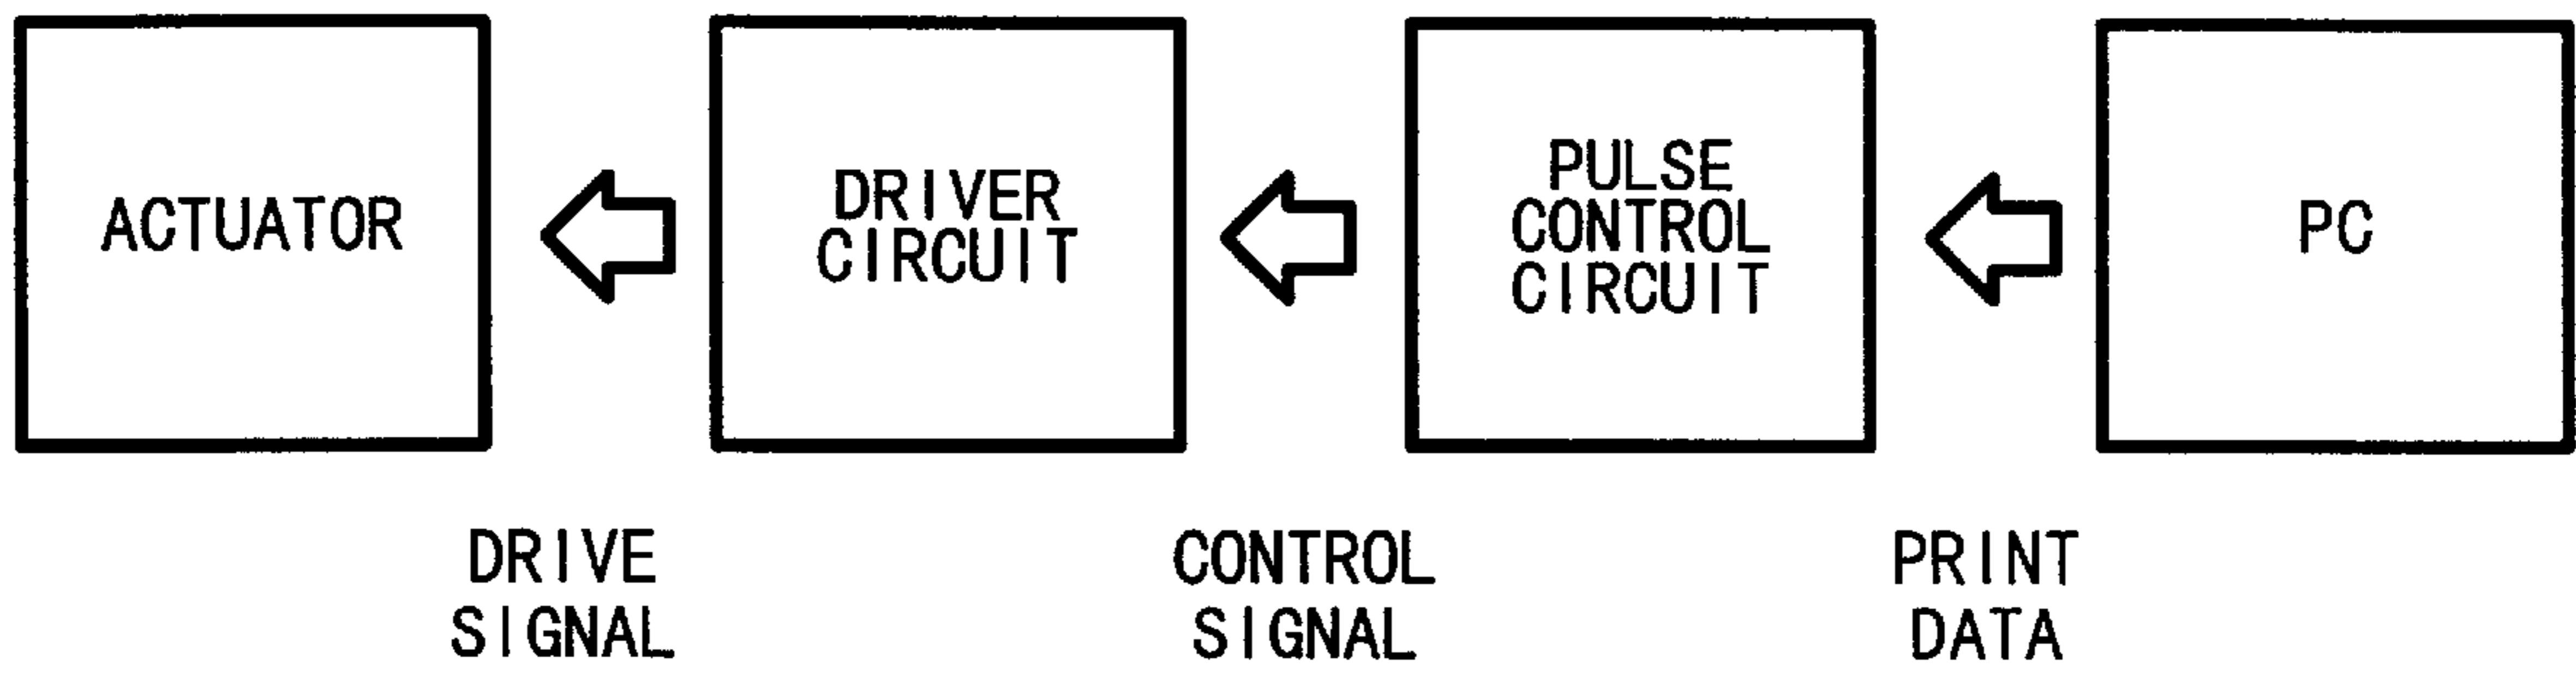 ACTUATOR
DRIVER
CIRCUIT
PULSE
CONTROL
CIRCUIT
PC
DRIVE
SIGNAL
CONTROL
SIGNAL
PRINT
DATA